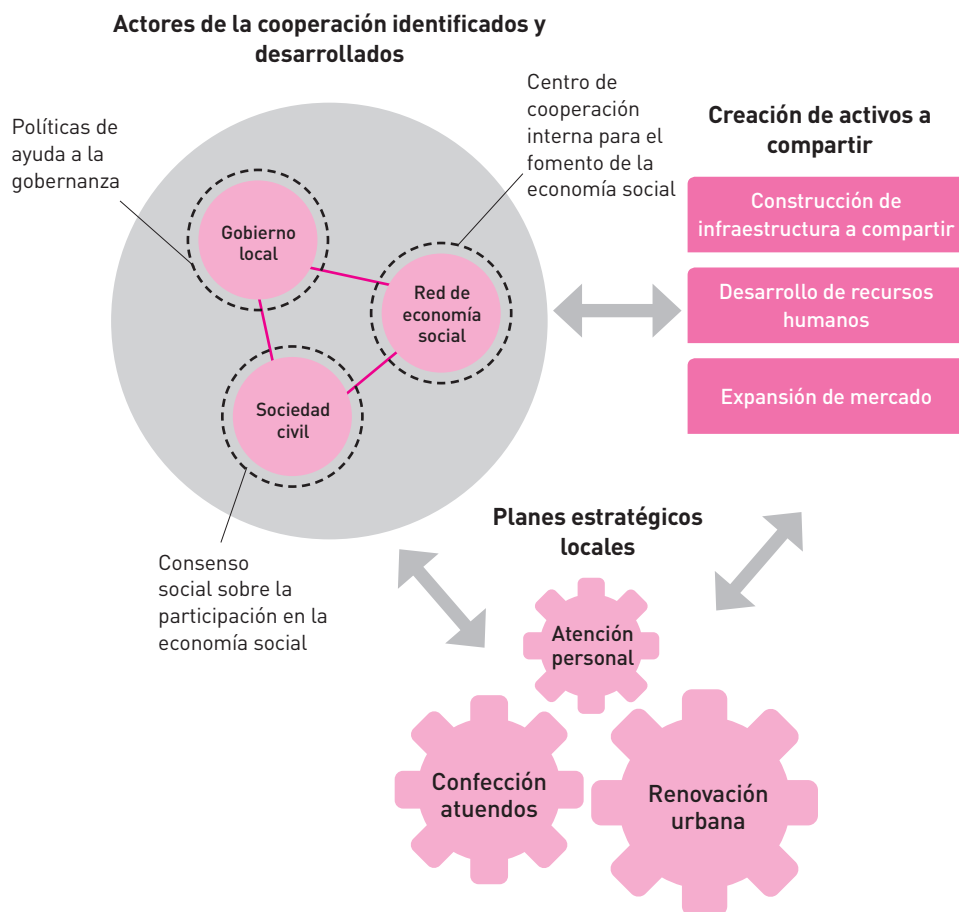 Actores de la cooperación identificados y
desarrollados
Políticas de
ayuda a la
gobernanza
Centro de
cooperación
interna para el
fomento de la
economía social
Gobierno
local
Red de
economía
social
Sociedad
civil
Consenso
social sobre la
participación en la
economía social
Creación de activos a
compartir
Construcción de
infraestructura a compartir
Desarrollo de recursos
humanos
Expansión de mercado
Planes estratégicos
locales
Atención
personal
Confección
atuendos
Renovación
urbana